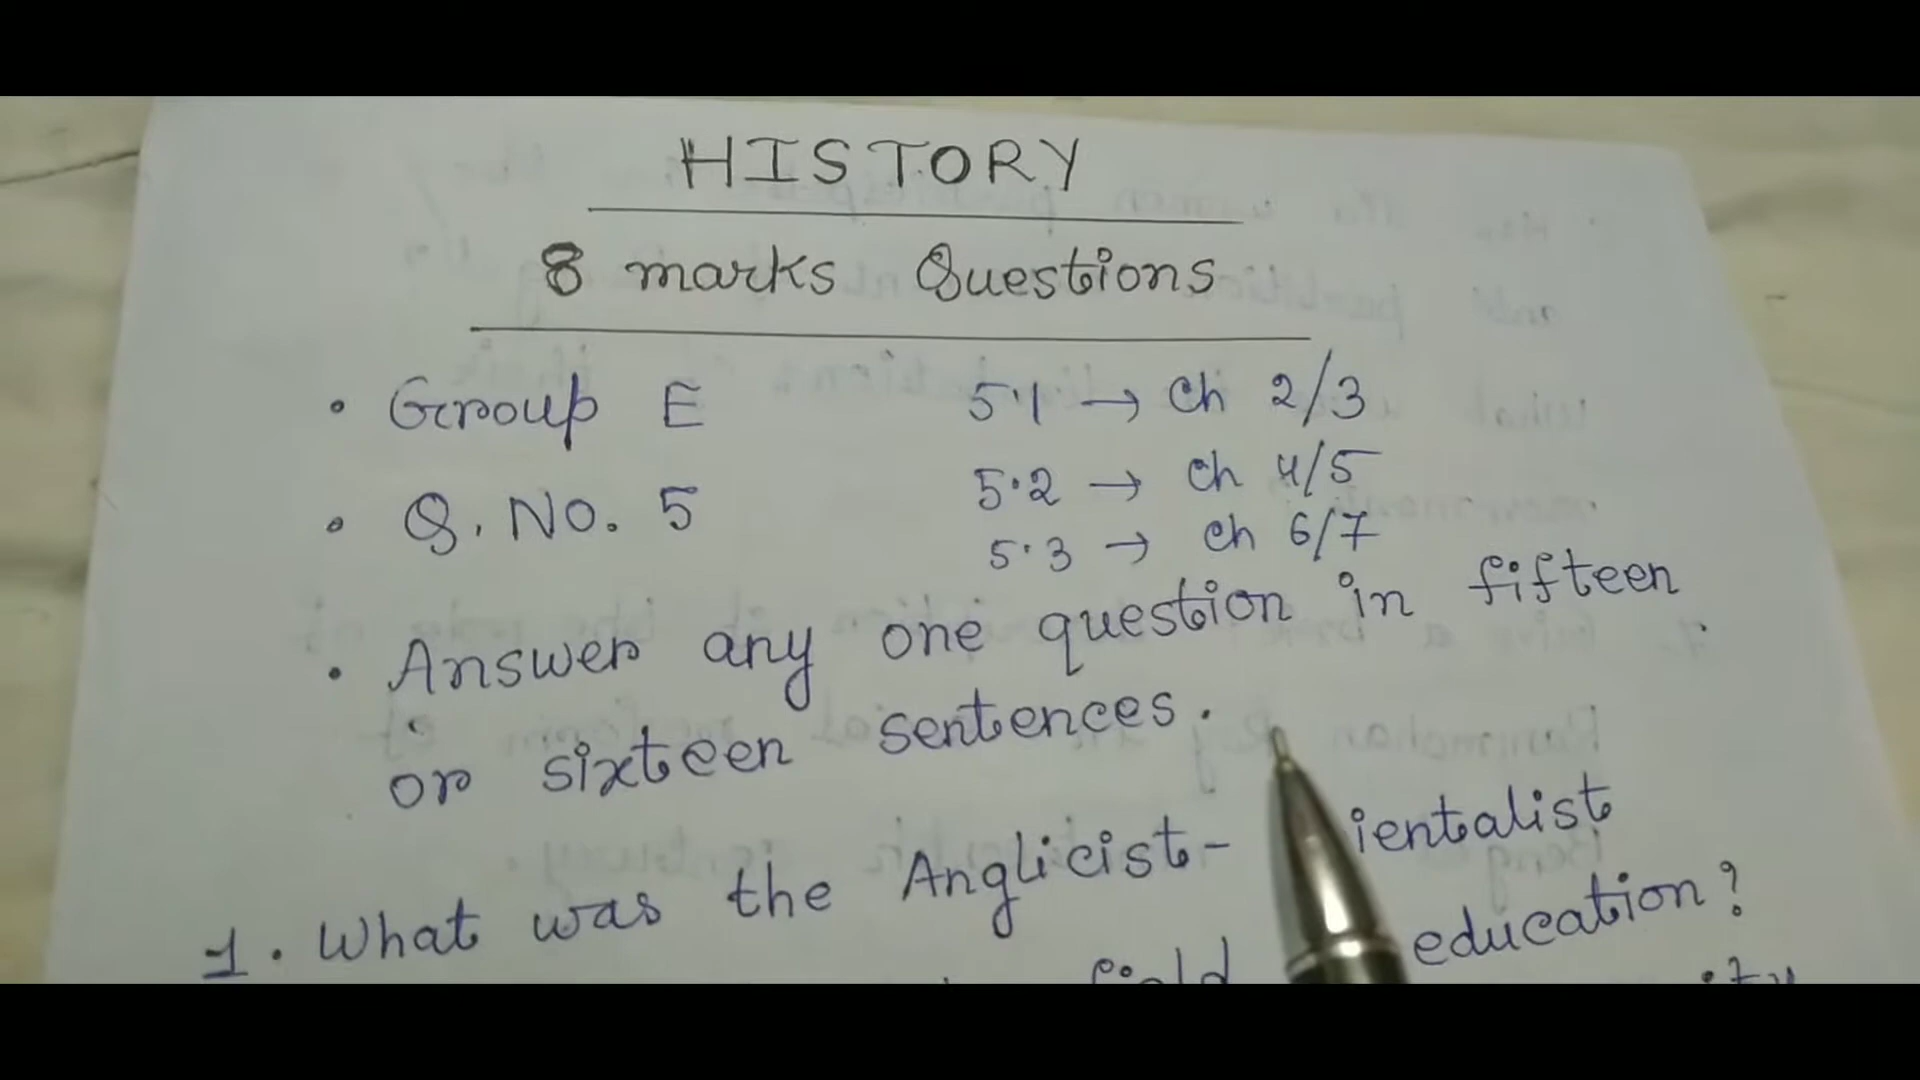 HISTORY
8 marks Questions
• Group E 5.1 → Ch 2/3
• Q. No. 5 5.2 → Ch 4/5
5.3 → Ch 6/7
• Answer any one question in fifteen
or sixteen sentences.
1. What was the Anglicist- ientalist
field education?